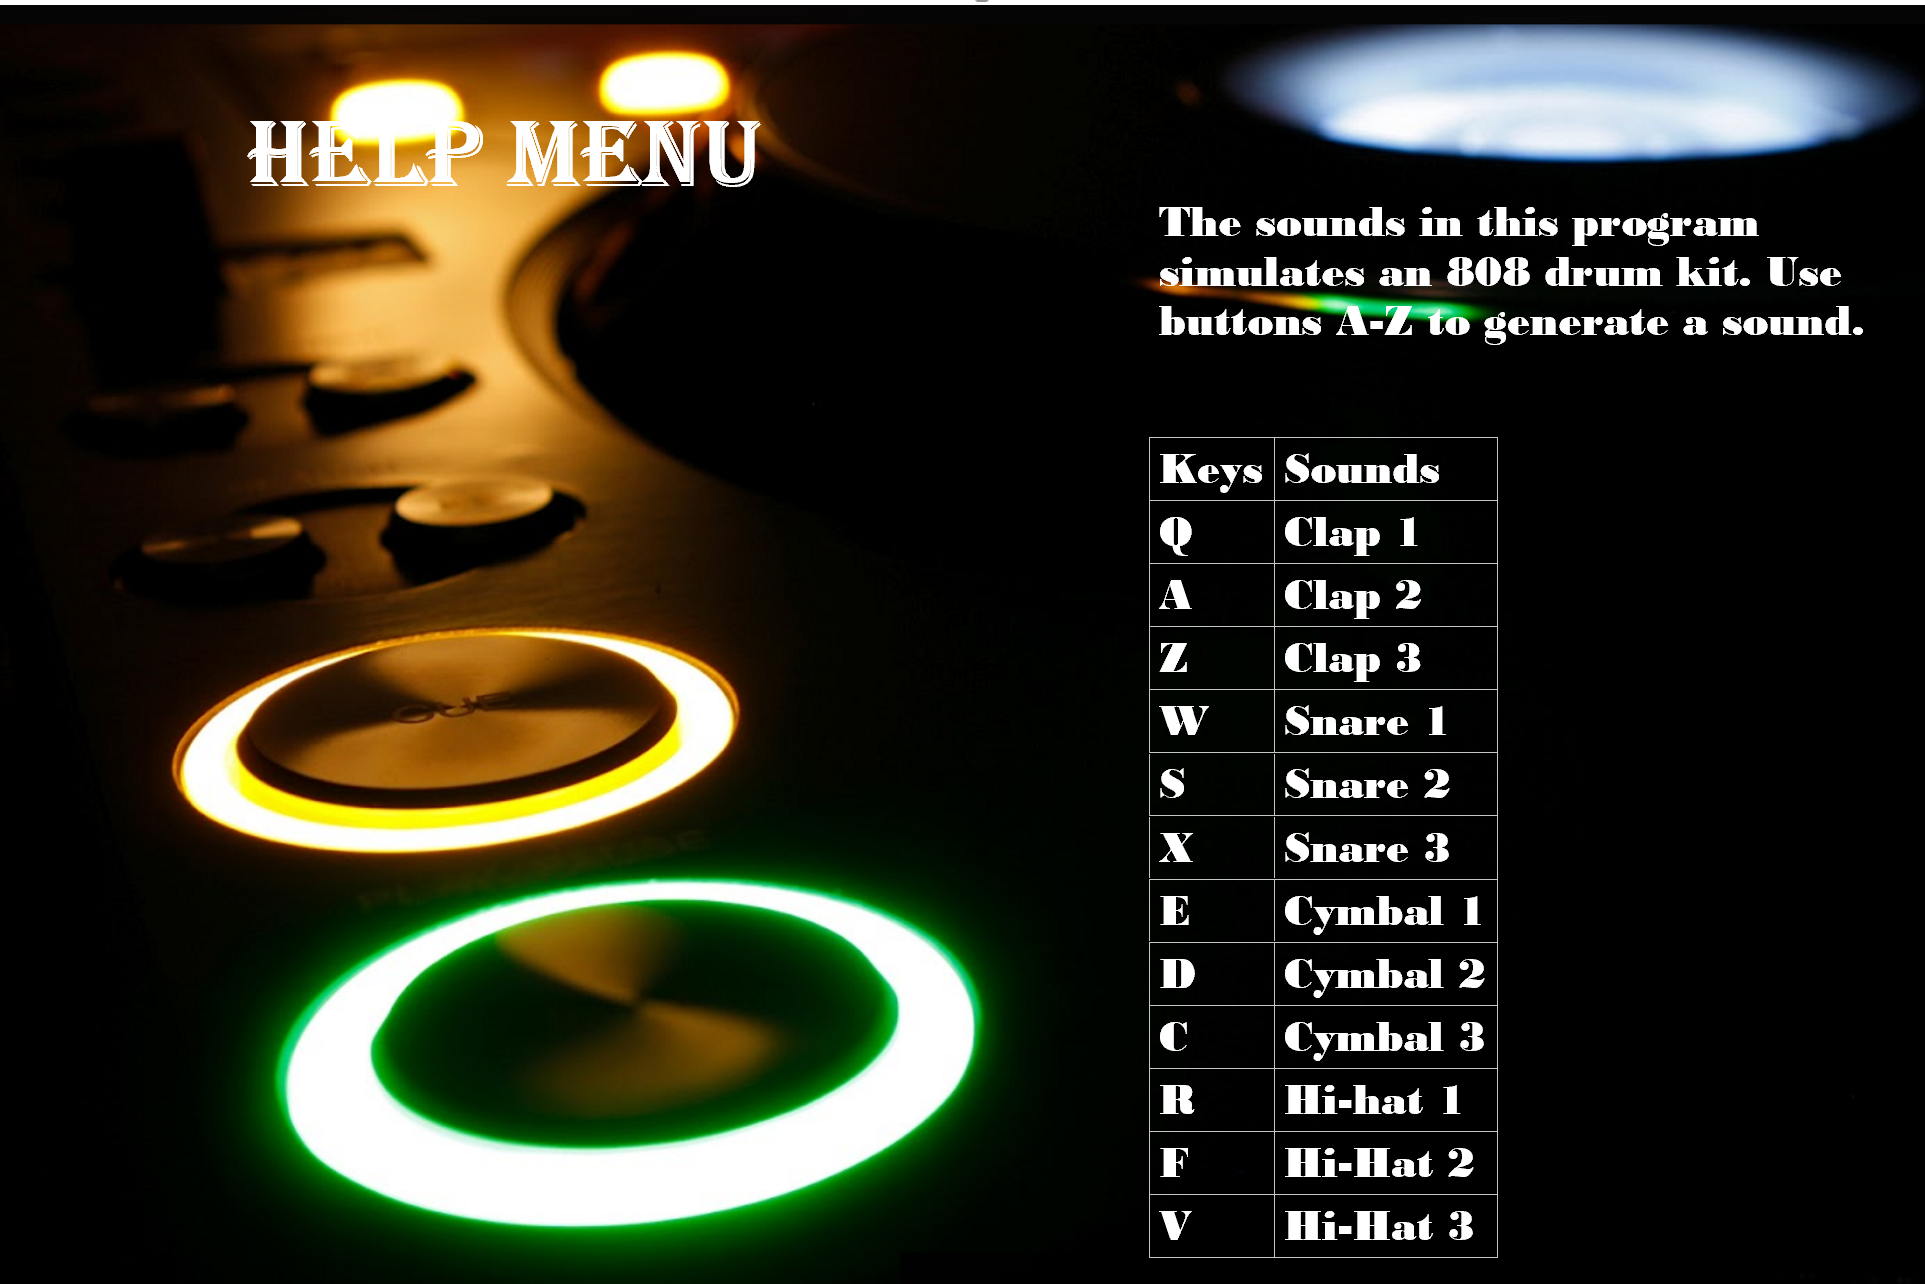 HELP MENU
The sounds in this program
simulates an 808 drum kit. Use
buttons A-Z to generate a sound.
Keys Sounds
Q Clap 1
A Clap 2
Z Clap 3
W Snare 1
S Snare 2
X Snare 3
E Cymbal 1
D Cymbal 2
C Cymbal 3
R Hi-hat 1
F Hi-Hat 2
V Hi-Hat 3
CUE